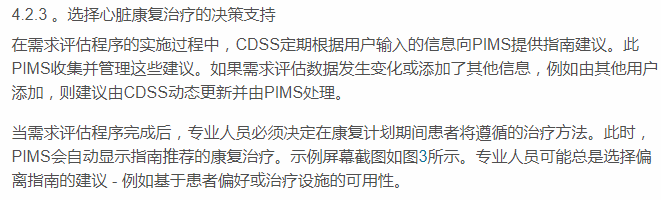 4.2.3 。选择心脏康复治疗的决策支持
在需求评估程序的实施过程中，CDSS定期根据用户输入的信息向PIMS提供指南建议。此
PIMS收集并管理这些建议。如果需求评估数据发生变化或添加了其他信息，例如由其他用户
添加，则建议由CDSS动态更新并由PIMS处理。
当需求评估程序完成后，专业人员必须决定在康复计划期间患者将遵循的治疗方法。此时，
PIMS会自动显示指南推荐的康复治疗。示例屏幕截图如图3所示。专业人员可能总是选择偏
离指南的建议 - 例如基于患者偏好或治疗设施的可用性。